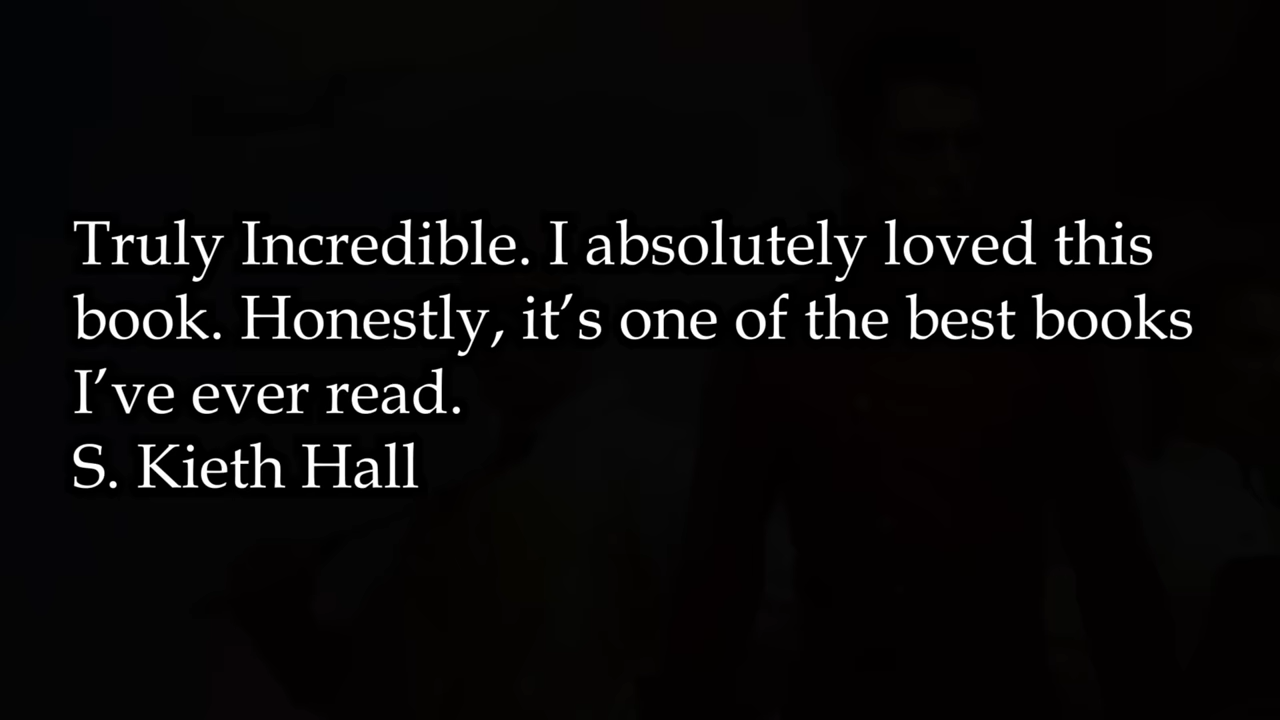 Truly Incredible. I absolutely loved this
book. Honestly, it’s one of the best books
I’ve ever read.
S. Kieth Hall